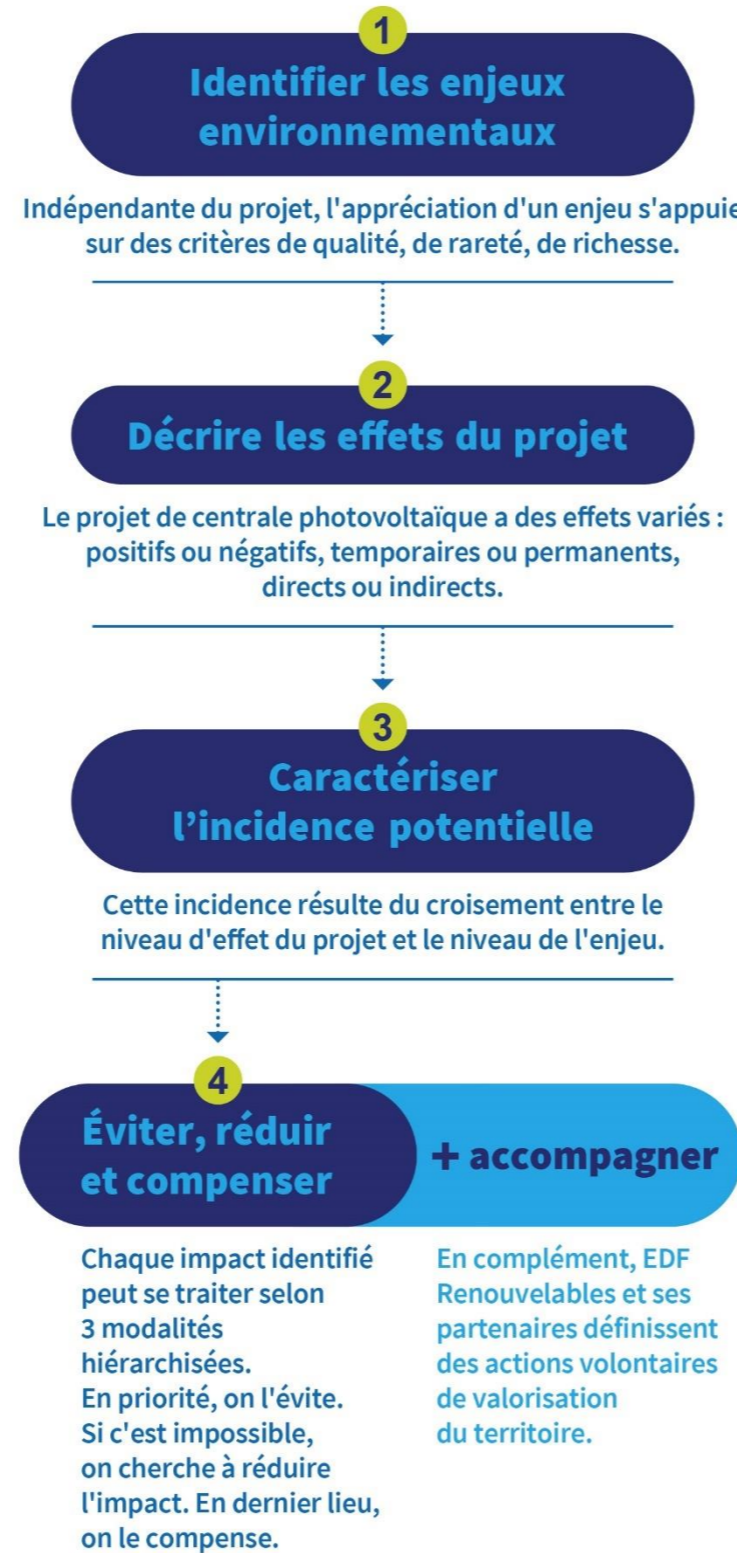 1
Identifier les enjeux
environnementaux
Indépendante du projet, l'appréciation d'un enjeu s'appuie
sur des critères de qualité, de rareté, de richesse.
2
Décrire les effets du projet
Le projet de centrale photovoltaïque a des effets variés :
positifs ou négatifs, temporaires ou permanents,
directs ou indirects.
3
Caractériser
l’incidence potentielle
Cette incidence résulte du croisement entre le
niveau d'effet du projet et le niveau de l'enjeu.
4
Éviter, réduire
et compenser
+ accompagner
Chaque impact identifié
peut se traiter selon
3 modalités
hiérarchisées.
En priorité, on l'évite.
Si c'est impossible,
on cherche à réduire
l'impact. En dernier lieu,
on le compense.
En complément, EDF
Renouvelables et ses
partenaires définissent
des actions volontaires
de valorisation
du territoire.